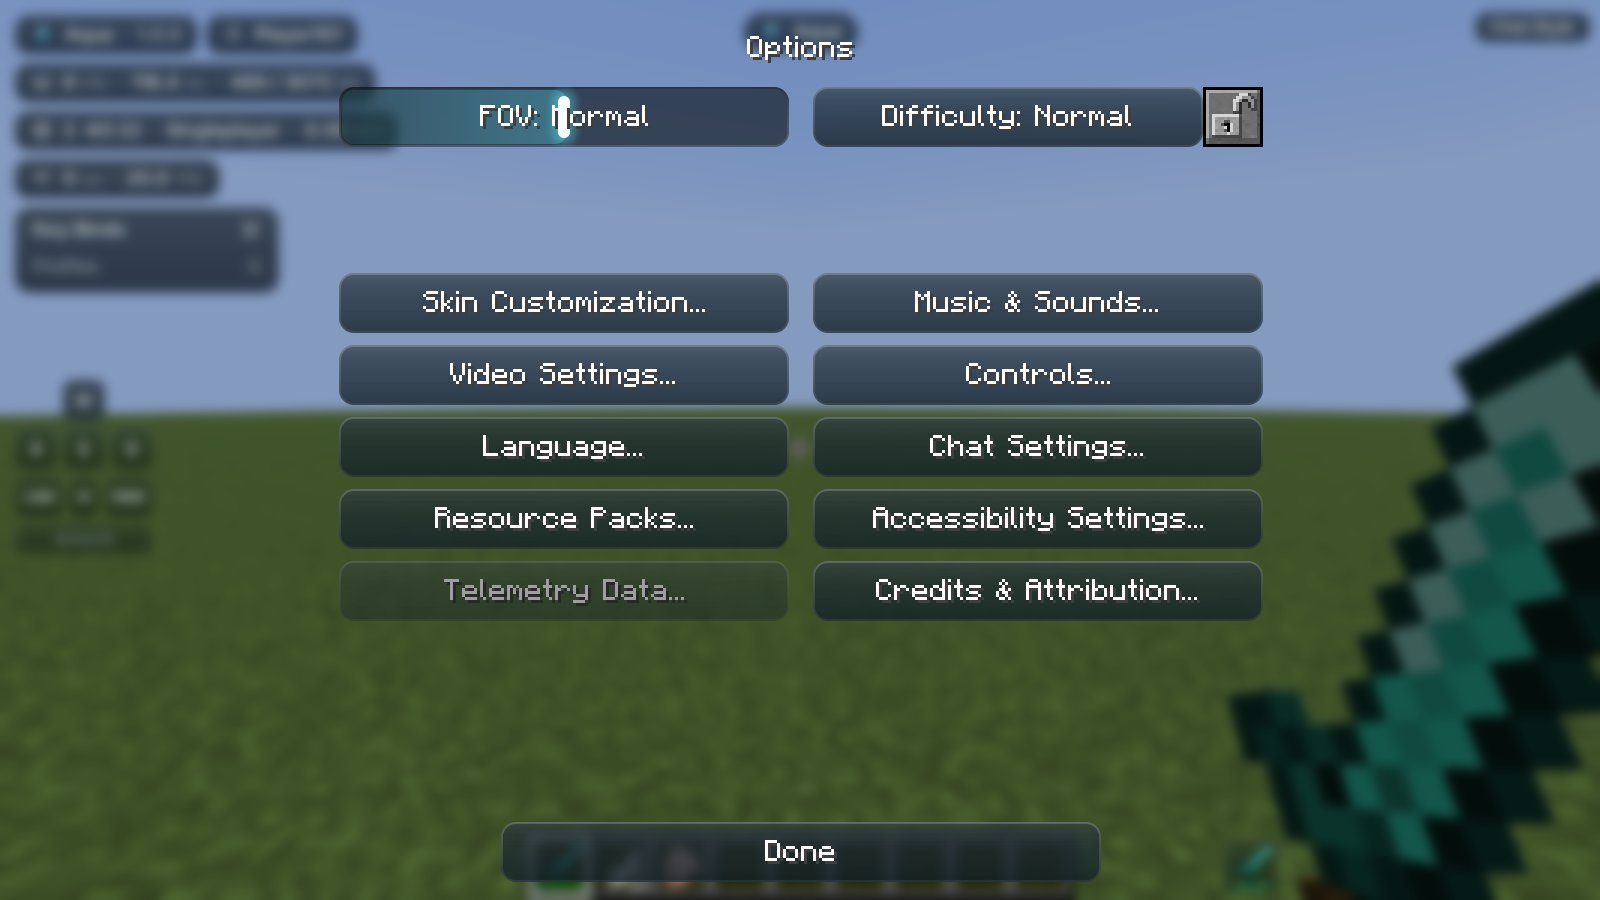 Options
FOV: Normal
Difficulty: Normal
Skin Customization...
Music & Sounds...
Video Settings...
Controls...
Language...
Chat Settings...
Resource Packs...
Accessibility Settings...
Telemetry Data...
Credits & Attribution...
Done